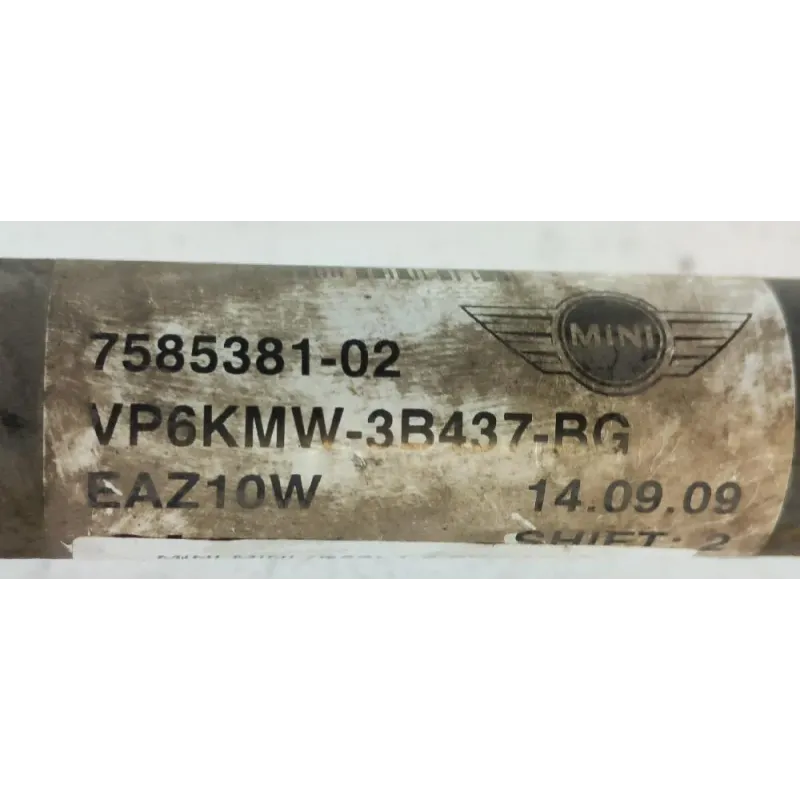 MINI
7585381-02
VP6KMW-3B437-BG
EAZ10W 14.09.09
SHIFT: 2